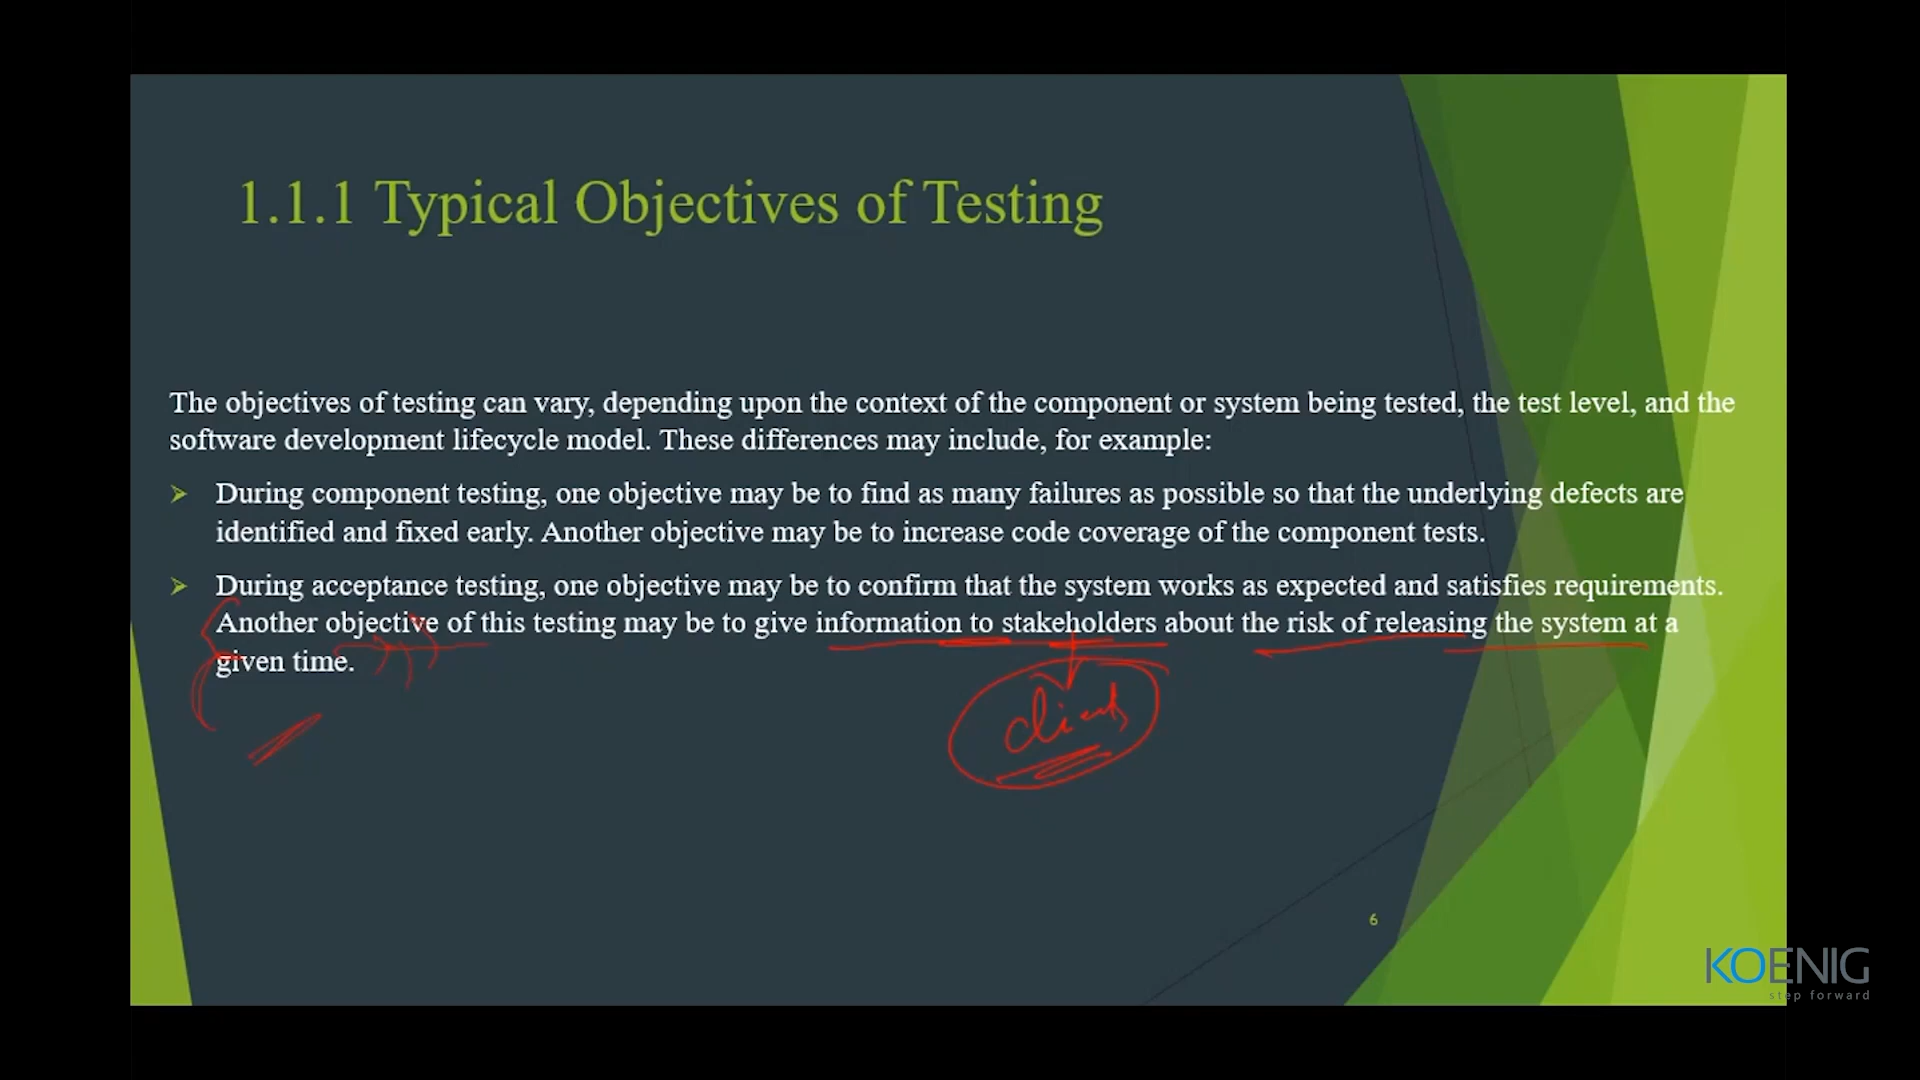 1.1.1 Typical Objectives of Testing
The objectives of testing can vary, depending upon the context of the component or system being tested, the test level, and the
software development lifecycle model. These differences may include, for example:
During component testing, one objective may be to find as many failures as possible so that the underlying defects are
identified and fixed early. Another objective may be to increase code coverage of the component tests.
During acceptance testing, one objective may be to confirm that the system works as expected and satisfies requirements.
Another objective of this testing may be to give information to stakeholders about the risk of releasing the system at a
given time.
6
KOENIG
step forward